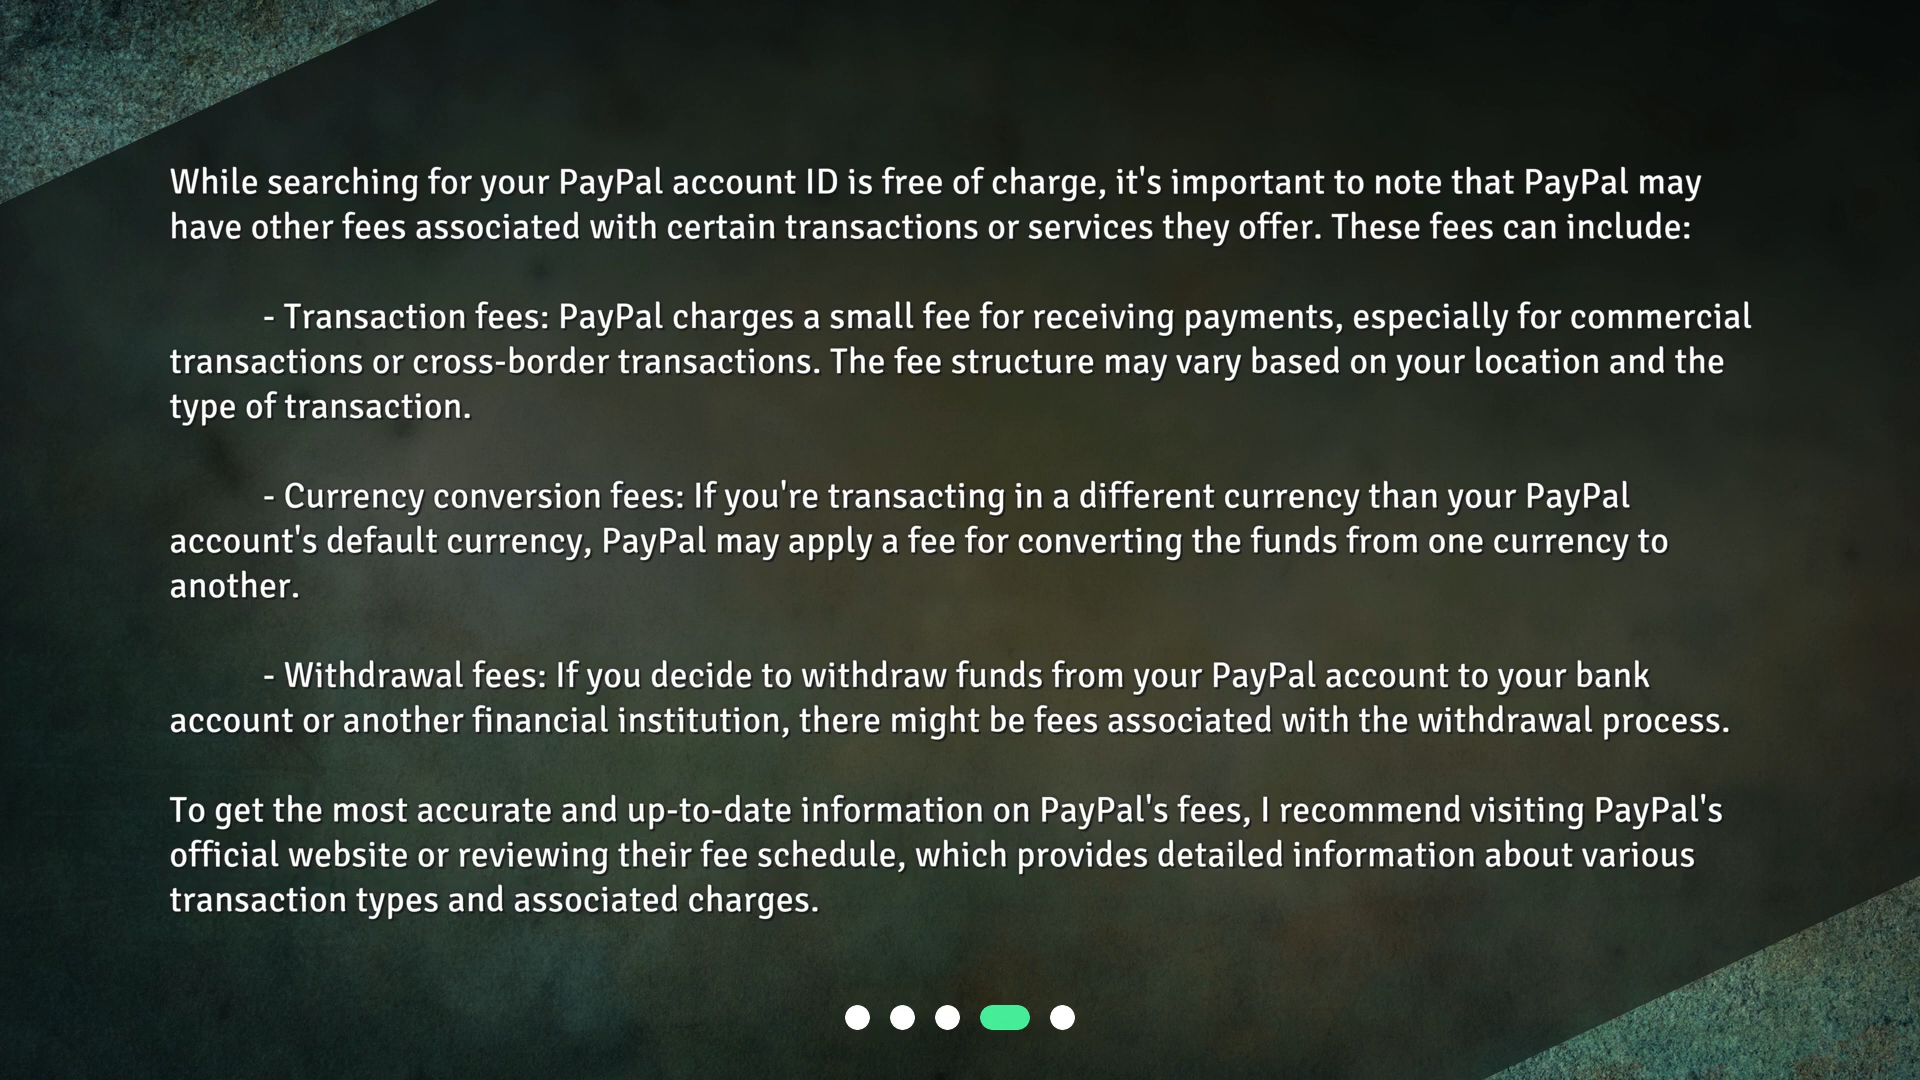 While searching for your PayPal account ID is free of charge, it's important to note that PayPal may
have other fees associated with certain transactions or services they offer. These fees can include:
- Transaction fees: PayPal charges a small fee for receiving payments, especially for commercial
transactions or cross-border transactions. The fee structure may vary based on your location and the
type of transaction.
- Currency conversion fees: If you're transacting in a different currency than your PayPal
account's default currency, PayPal may apply a fee for converting the funds from one currency to
another.
- Withdrawal fees: If you decide to withdraw funds from your PayPal account to your bank
account or another financial institution, there might be fees associated with the withdrawal process.
To get the most accurate and up-to-date information on PayPal's fees, I recommend visiting PayPal's
official website or reviewing their fee schedule, which provides detailed information about various
transaction types and associated charges.